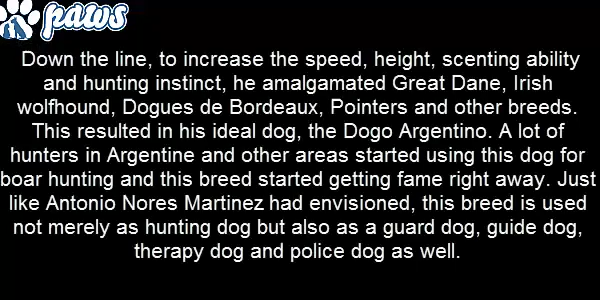 paws
Down the line, to increase the speed, height, scenting ability
and hunting instinct, he amalgamated Great Dane, Irish
wolfhound, Dogues de Bordeaux, Pointers and other breeds.
This resulted in his ideal dog, the Dogo Argentino. A lot of
hunters in Argentine and other areas started using this dog for
boar hunting and this breed started getting fame right away. Just
like Antonio Nores Martinez had envisioned, this breed is used
not merely as hunting dog but also as a guard dog, guide dog,
therapy dog and police dog as well.